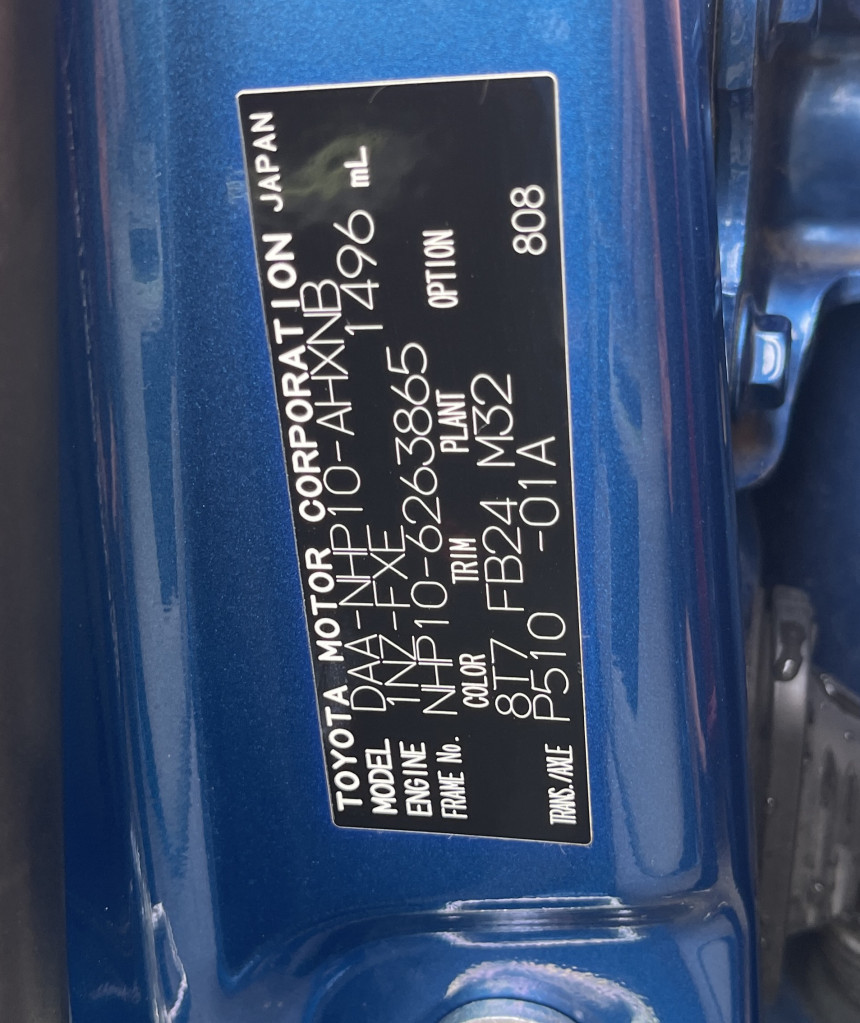 TOYOTA MOTOR CORPORATION JAPAN
MODEL DAA-NHP10-AHXNB
ENGINE 1NZ-FXE 1496 mL
FRAME No. NHP10-6263865
COLOR TRIM PLANT OPTION
8T7 FB24 M32 808
TRANS./AXLE P510 -01A